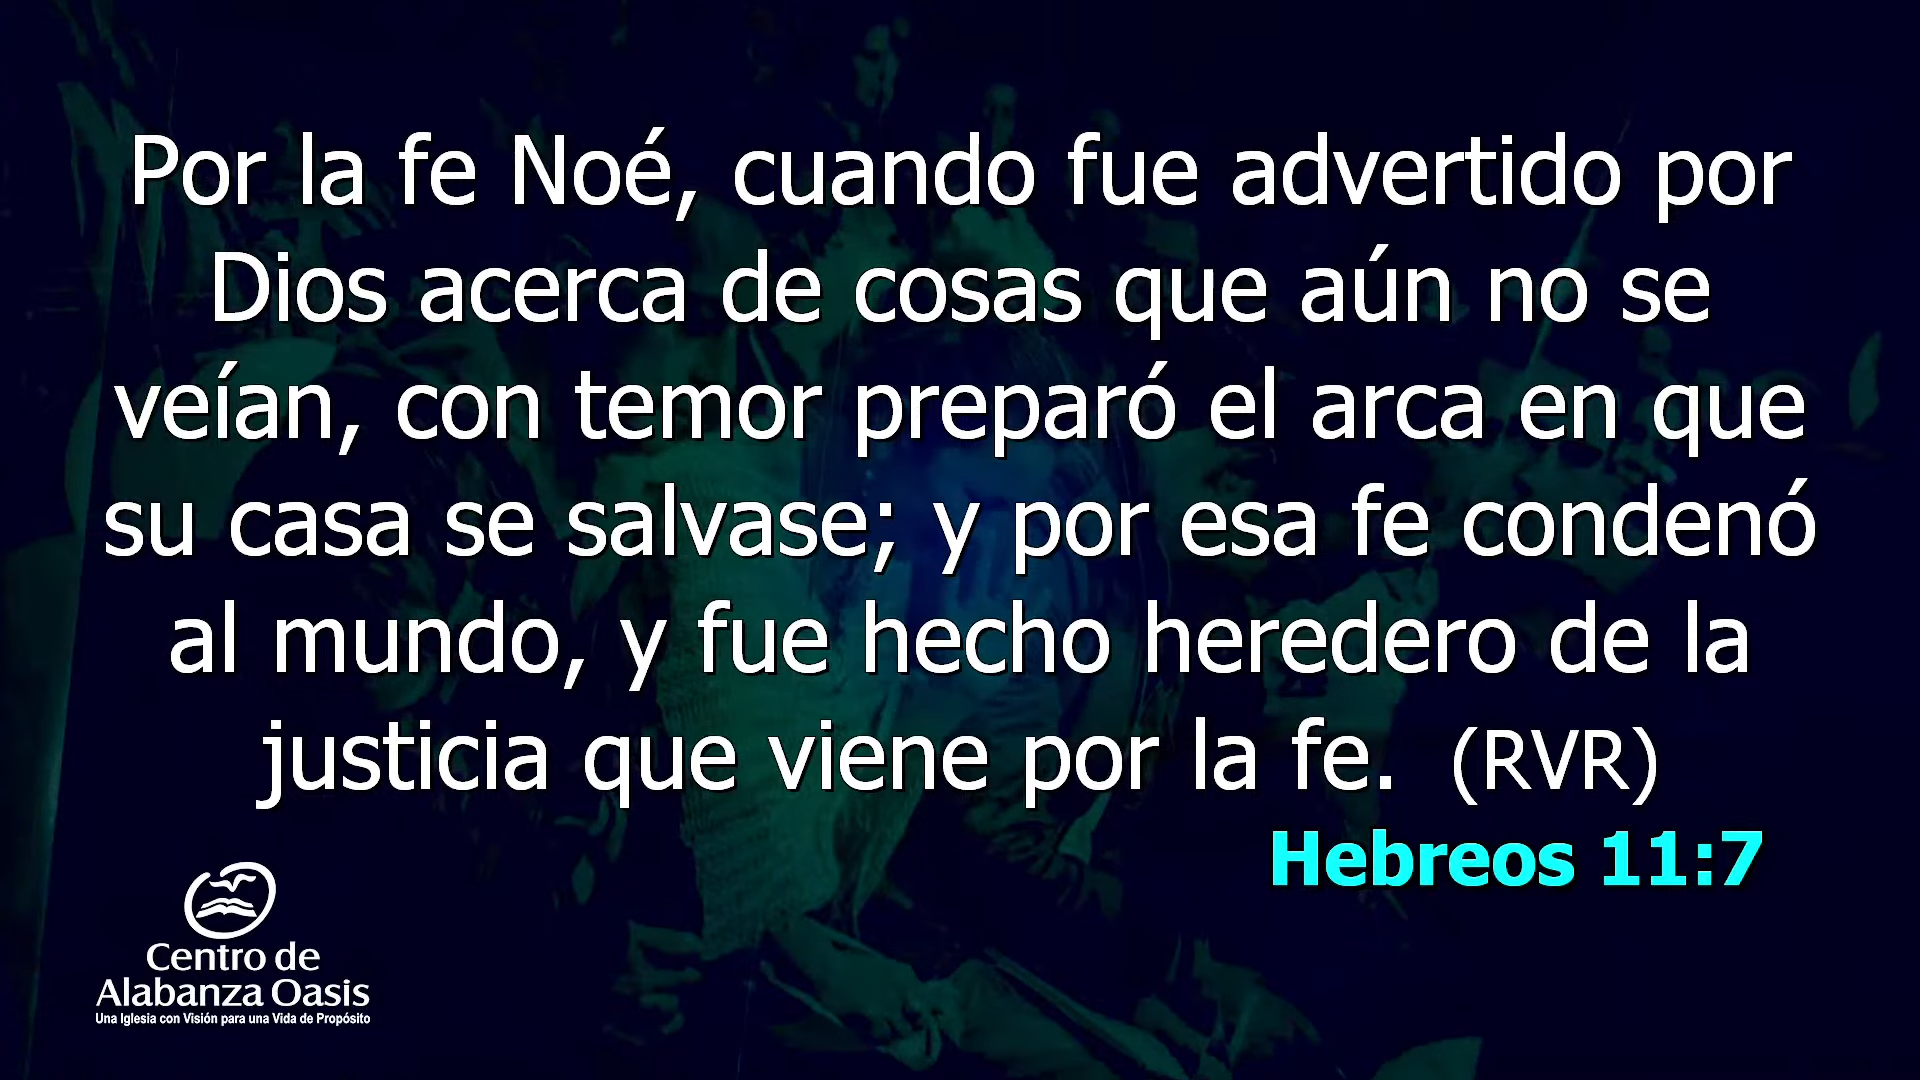 Por la fe Noé, cuando fue advertido por
Dios acerca de cosas que aún no se
veían, con temor preparó el arca en que
su casa se salvase; y por esa fe condenó
al mundo, y fue hecho heredero de la
justicia que viene por la fe. (RVR)
Hebreos 11:7
Centro de
Alabanza Oasis
Una Iglesia con Visión para una Vida de Propósito